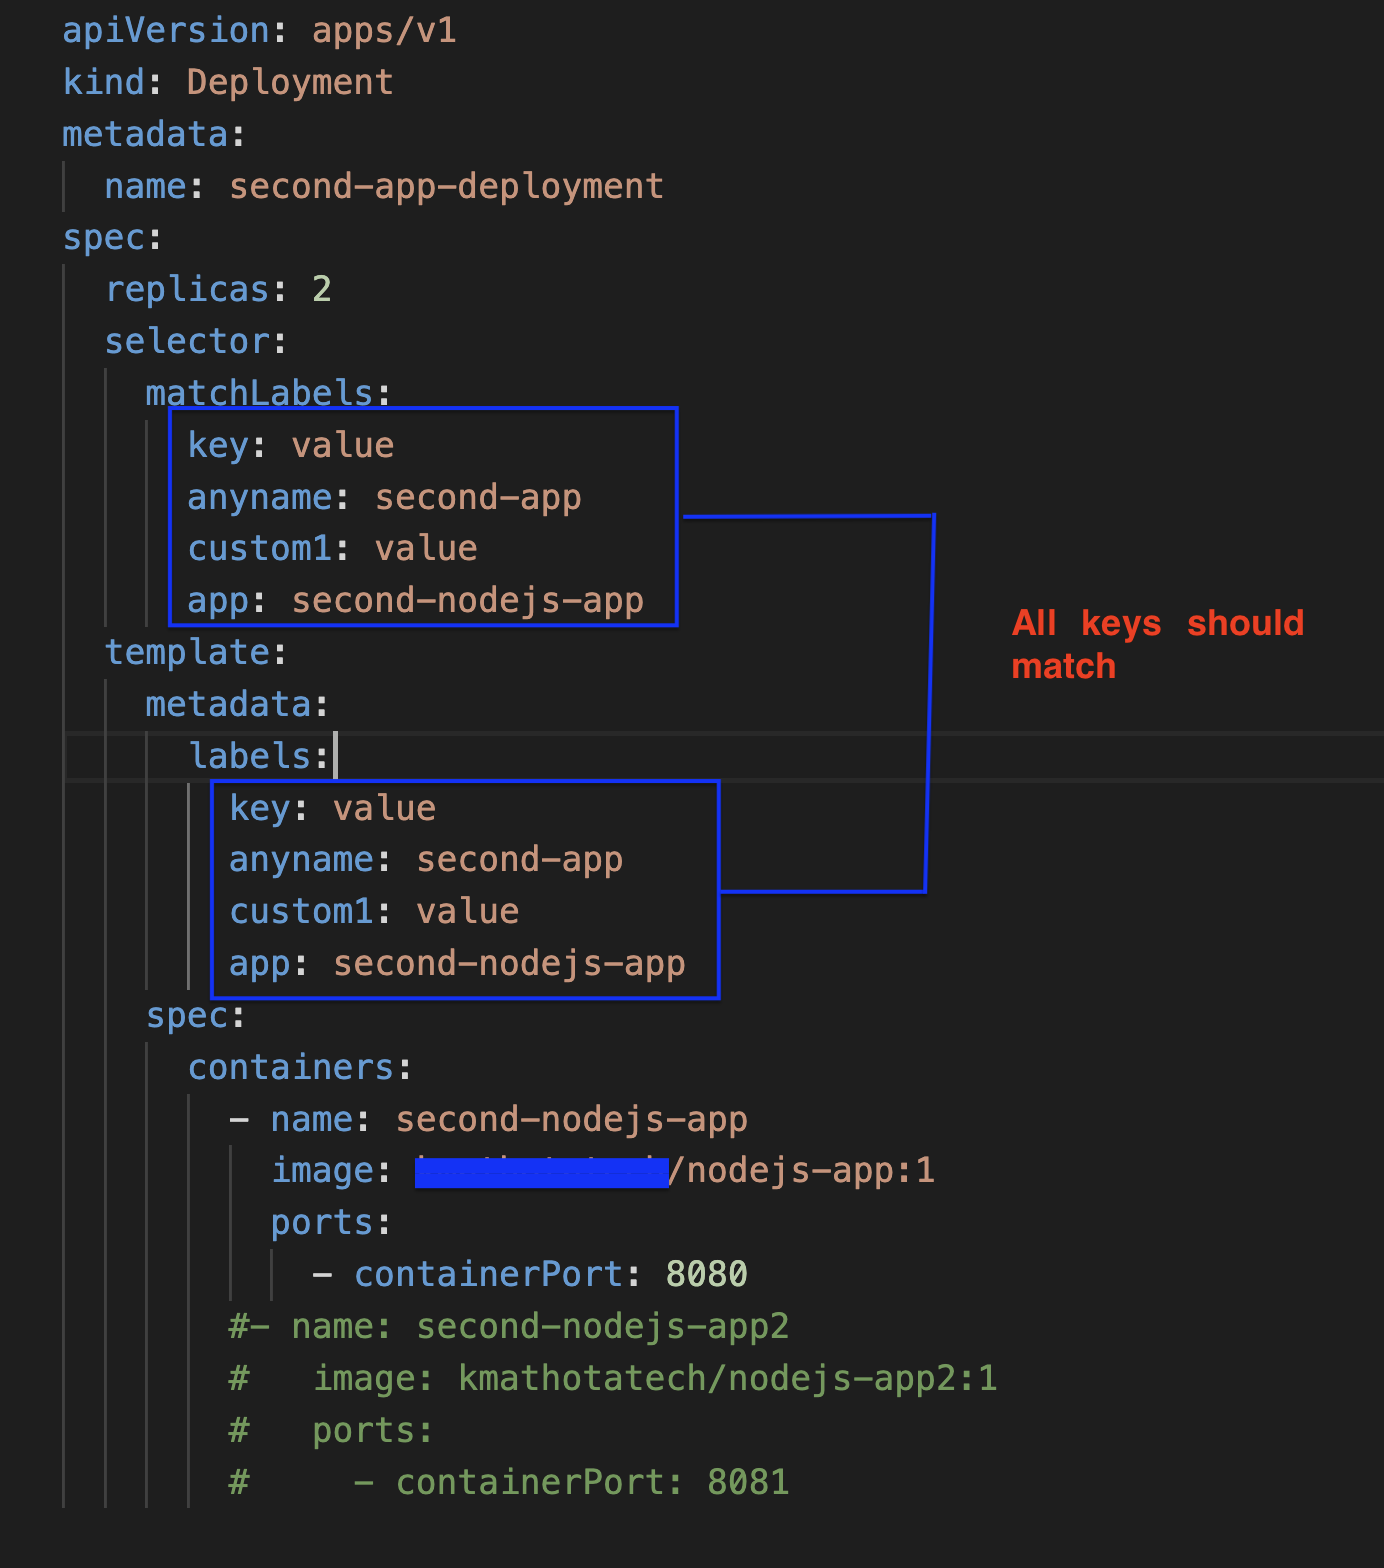 apiVersion: apps/v1
kind: Deployment
metadata:
  name: second-app-deployment
spec:
  replicas: 2
  selector:
    matchLabels:
      key: value
      anyname: second-app
      custom1: value
      app: second-nodejs-app
  template:
    metadata:
      labels:
        key: value
        anyname: second-app
        custom1: value
        app: second-nodejs-app
    spec:
      containers:
        - name: second-nodejs-app
          image: /nodejs-app:1
          ports:
            - containerPort: 8080
        #- name: second-nodejs-app2
        #   image: kmathotatech/nodejs-app2:1
        #   ports:
        #     - containerPort: 8081
All keys should
match